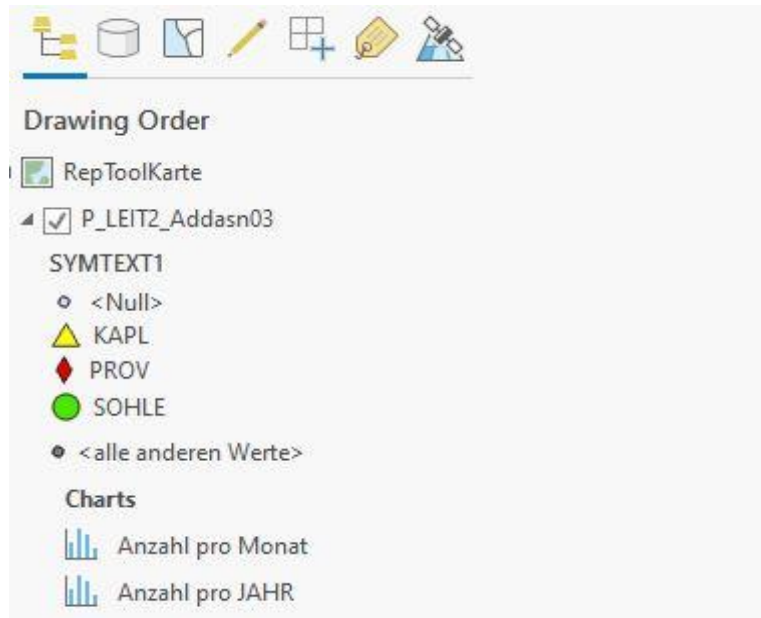 Drawing Order
RepToolKarte
P_LEIT2_Addasn03
SYMTEXT1
<Null>
KAPL
PROV
SOHLE
<alle anderen Werte>
Charts
Anzahl pro Monat
Anzahl pro JAHR